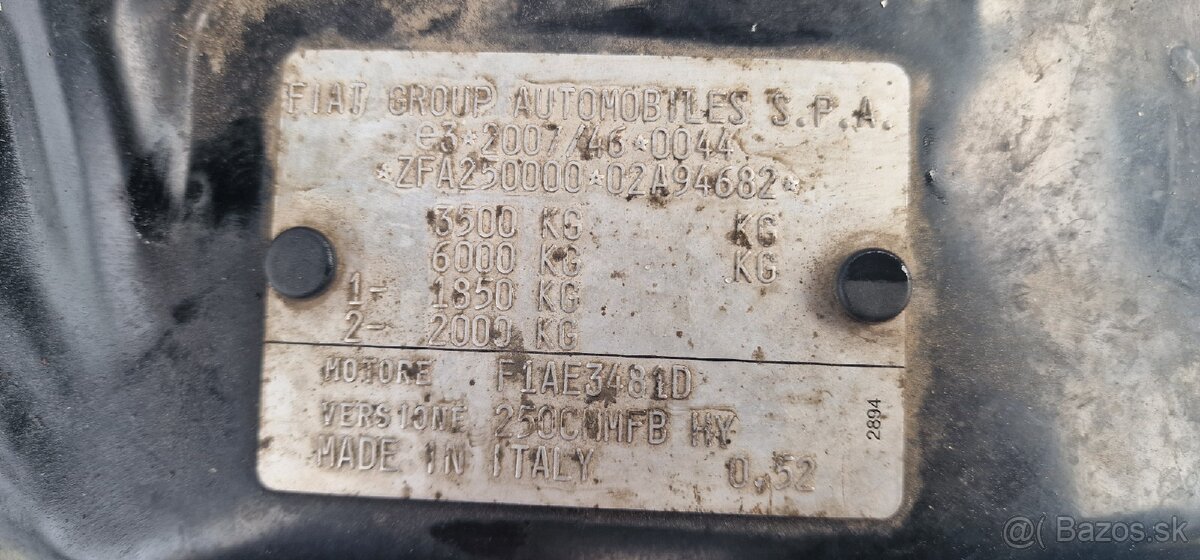 FIAT GROUP AUTOMOBILES S.P.A.
e3*2007/46*0044
*ZFA250000*02A94682*
3500 KG KG
6000 KG KG
1- 1850 KG
2- 2000 KG
MOTORE F1AE3481D
VERSIONE 250CNMFB HY
MADE IN ITALY 0,52
2894
@( Bazos.sk